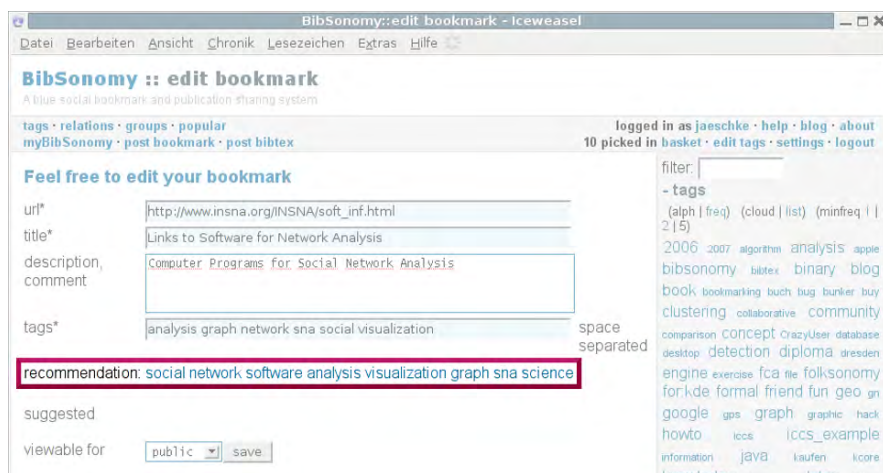 BibSonomy::edit bookmark - Iceweasel
Datei Bearbeiten Ansicht Chronik Lesezeichen Extras Hilfe
BibSonomy :: edit bookmark
A blue social bookmark and publication sharing system
tags · relations · groups · popular
logged in as jaeschke · help · blog · about
myBibSonomy · post bookmark · post bibtex
10 picked in basket · edit tags · settings · logout
Feel free to edit your bookmark
url* http://www.insna.org/INSNA/soft_inf.html
title* Links to Software for Network Analysis
description, comment
Computer Programs for Social Network Analysis
tags* analysis graph network sna social visualization
space separated
recommendation: social network software analysis visualization graph sna science
suggested
viewable for public save
filter:
- tags
(alph | freq) (cloud | list) (minfreq 1 |
2 | 5)
2006 2007 algorithm analysis apple
bibsonomy bibtex binary blog
book bookmarking buch bug bunker buy
clustering collaborative community
comparison concept CrazyUser database
desktop detection diploma dresden
engine exercise fca file folksonomy
for:kde formal friend fun geo gn
google gps graph graphic hack
howto iccs iccs_example
information java kaufen kcore